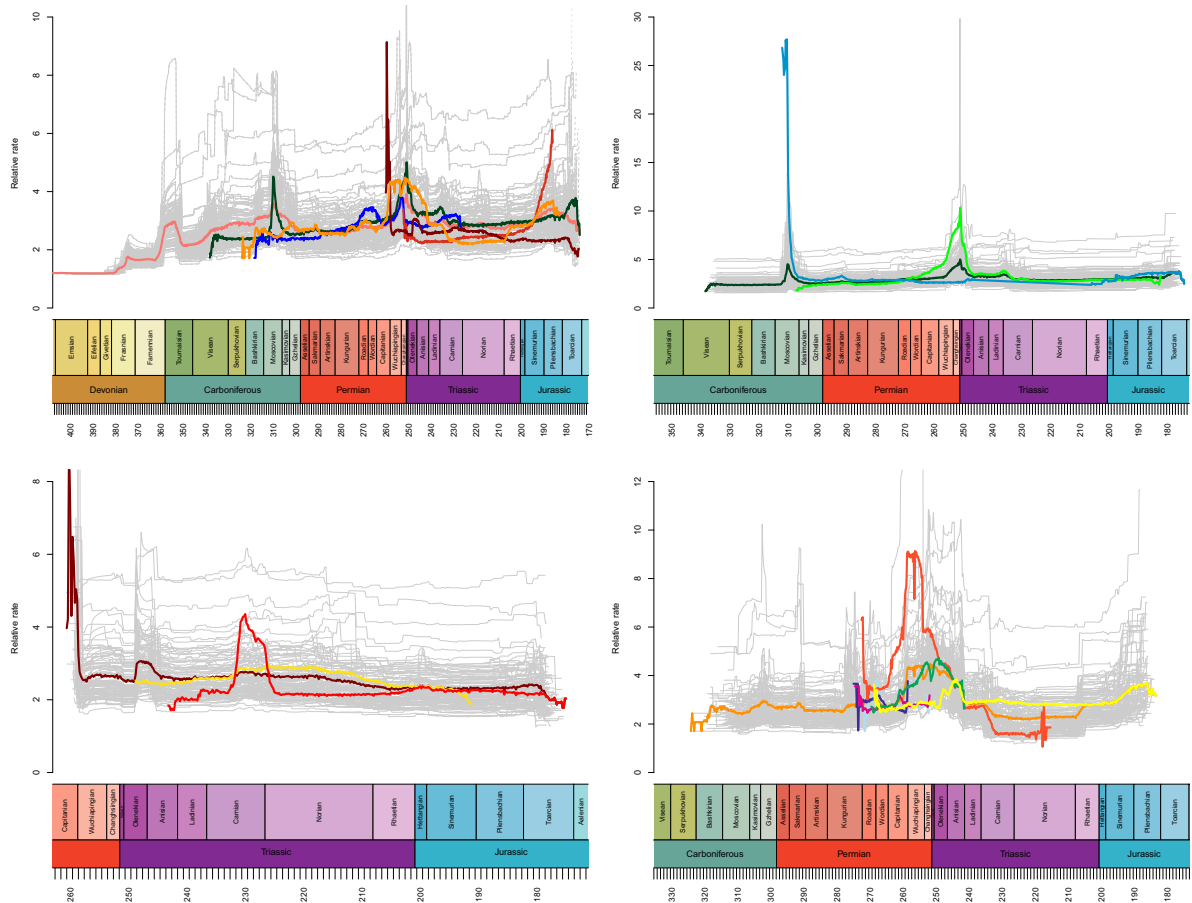 10
8
6
4
2
0
Relative rate
Emsian
Eifelian
Givetian
Frasnian
Famennian
Tournaisian
Visean
Serpukhovian
Bashkirian
Moscovian
Kasimovian
Gzhelian
Asselian
Sakmarian
Artinskian
Kungurian
Roadian
Wordian
Capitanian
Wuchiapingian
Olenekian
Anisian
Ladinian
Carnian
Norian
Rhaetian
Sinemurian
Pliensbachian
Toarcian
Devonian
Carboniferous
Permian
Triassic
Jurassic
400
390
380
370
360
350
340
330
320
310
300
290
280
270
260
250
240
230
220
210
200
190
180
170
30
25
20
15
10
5
0
Relative rate
Tournaisian
Visean
Serpukhovian
Bashkirian
Moscovian
Kasimovian
Gzhelian
Asselian
Sakmarian
Artinskian
Kungurian
Roadian
Wordian
Capitanian
Wuchiapingian
Changhsingian
Olenekian
Anisian
Ladinian
Carnian
Norian
Rhaetian
Hettangian
Sinemurian
Pliensbachian
Toarcian
Carboniferous
Permian
Triassic
Jurassic
350
340
330
320
310
300
290
280
270
260
250
240
230
220
210
200
190
180
8
6
4
2
0
Relative rate
Capitanian
Wuchiapingian
Changhsingian
Olenekian
Anisian
Ladinian
Carnian
Norian
Rhaetian
Hettangian
Sinemurian
Pliensbachian
Toarcian
Aalenian
Triassic
Jurassic
260
250
240
230
220
210
200
190
180
12
10
8
6
4
2
0
Relative rate
Visean
Serpukhovian
Bashkirian
Moscovian
Kasimovian
Gzhelian
Asselian
Sakmarian
Artinskian
Kungurian
Roadian
Wordian
Capitanian
Wuchiapingian
Changhsingian
Olenekian
Anisian
Ladinian
Carnian
Norian
Rhaetian
Hettangian
Sinemurian
Pliensbachian
Toarcian
Carboniferous
Permian
Triassic
Jurassic
330
320
310
300
290
280
270
260
250
240
230
220
210
200
190
180